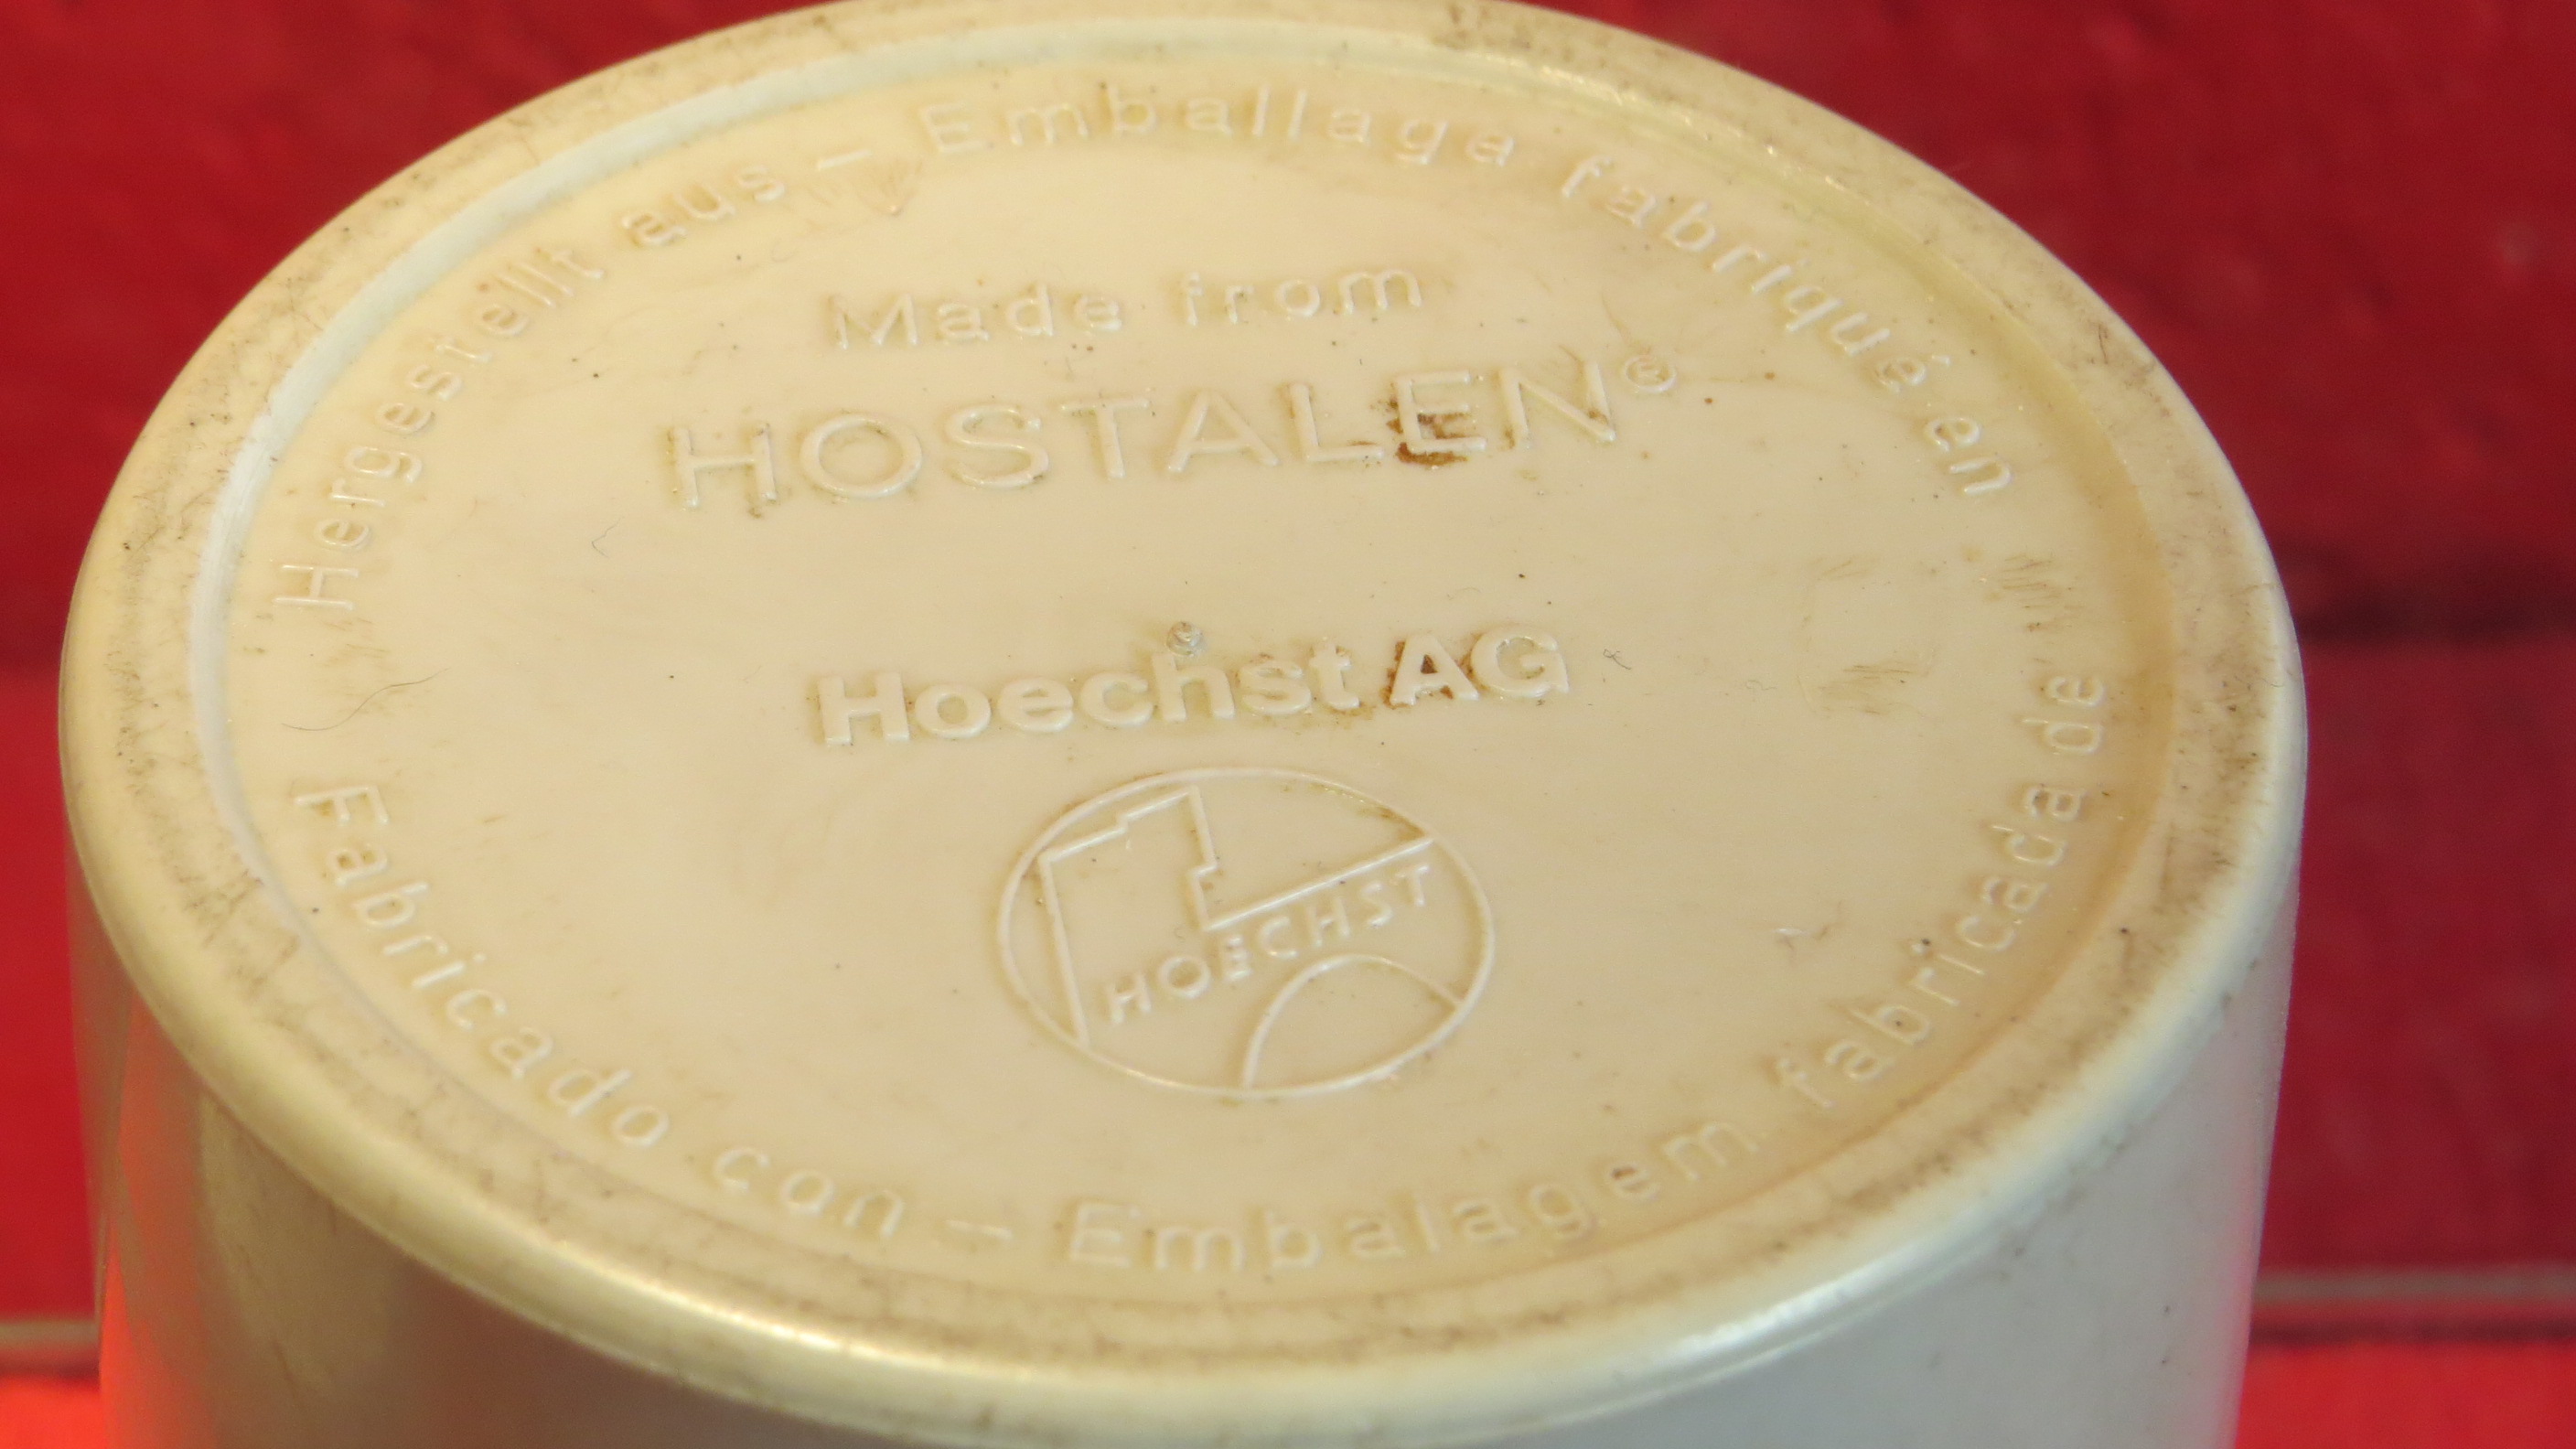 Hergestellt aus – Emballage fabriqué en
Made from
HOSTALEN®
Hoechst AG
HOECHST
Fabricado con – Embalagem fabricada de